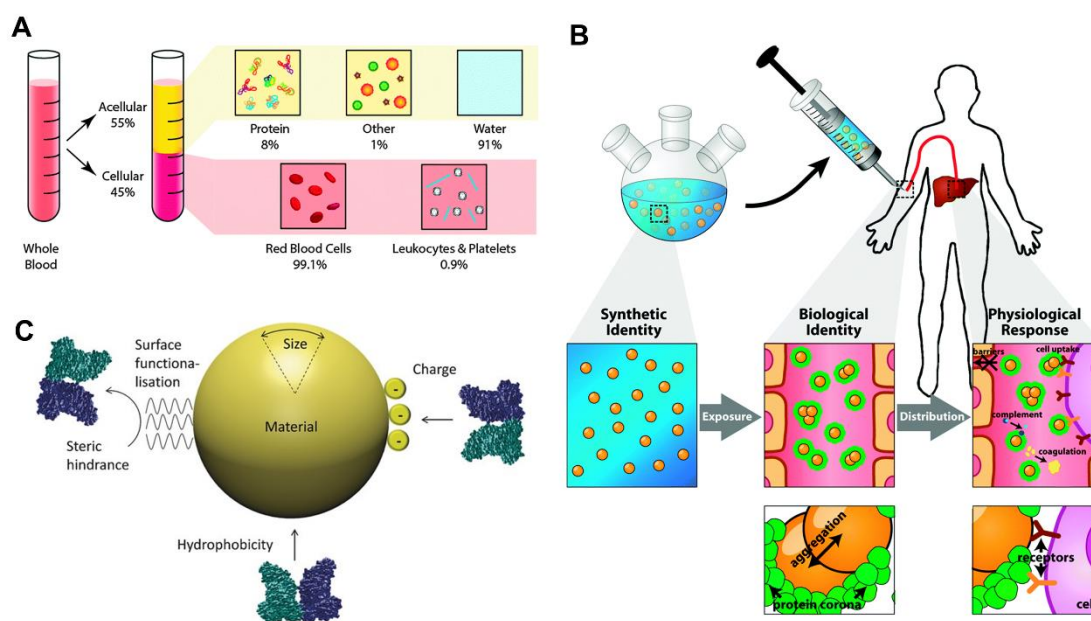 A
Whole
Blood
Acellular
55%
Cellular
45%
Protein
8%
Other
1%
Water
91%
Red Blood Cells
99.1%
Leukocytes & Platelets
0.9%
B
Synthetic
Identity
Biological
Identity
Physiological
Response
Exposure
Distribution
barriers
cell uptake
complement
coagulation
aggregation
protein corona
receptors
cel
C
Surface
functiona-
lisation
Steric
hindrance
Size
Material
Charge
-
-
-
Hydrophobicity